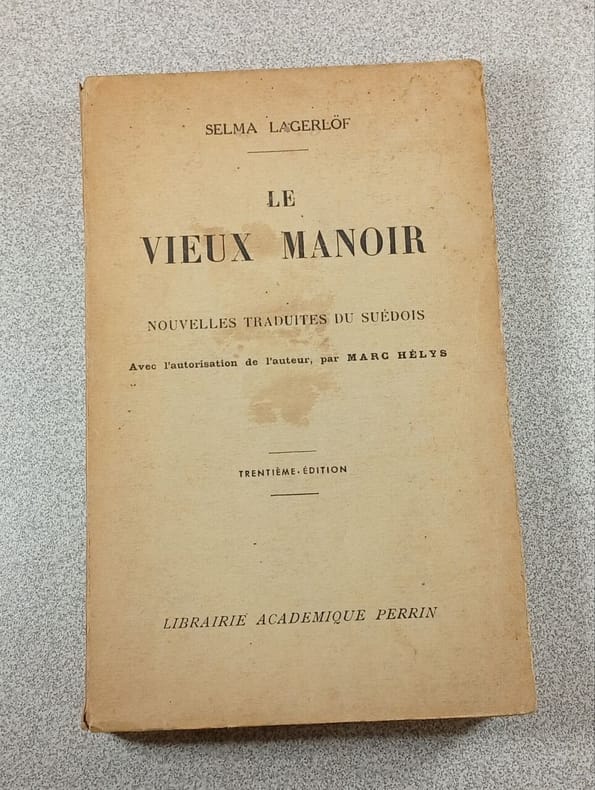 SELMA LAGERLÖF
LE
VIEUX MANOIR
NOUVELLES TRADUITES DU SUÉDOIS
Avec l'autorisation de l'auteur, par MARC HÉLYS
TRENTIÈME ÉDITION
LIBRAIRIE ACADEMIQUE PERRIN